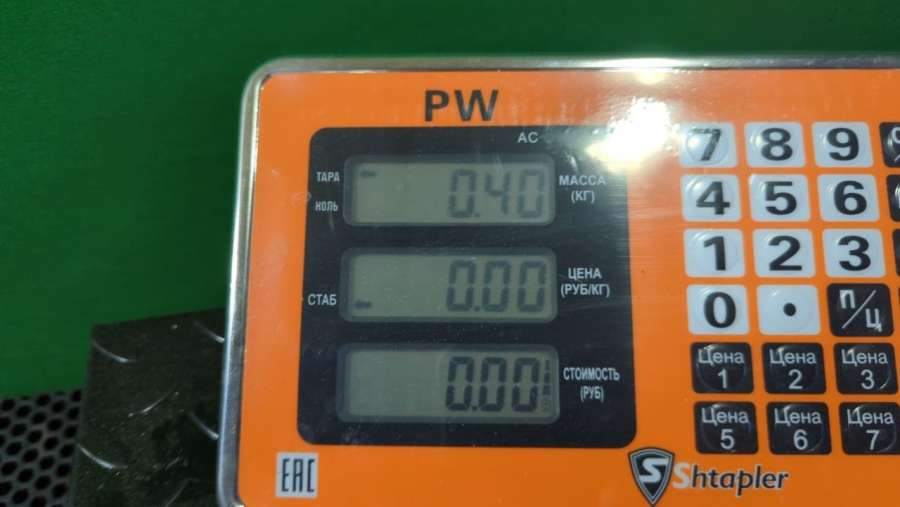 PW
AC
ТАРА
НОЛЬ
0.40
МАССА
(КГ)
СТАБ
0.00
ЦЕНА
(РУБ/КГ)
0.00
СТОИМОСТЬ
(РУБ)
7 8 9
4 5 6
1 2 3
0 . П/Ц
Цена 1 Цена 2 Цена 3
Цена 5 Цена 6 Цена 7
EAC
Shtapler